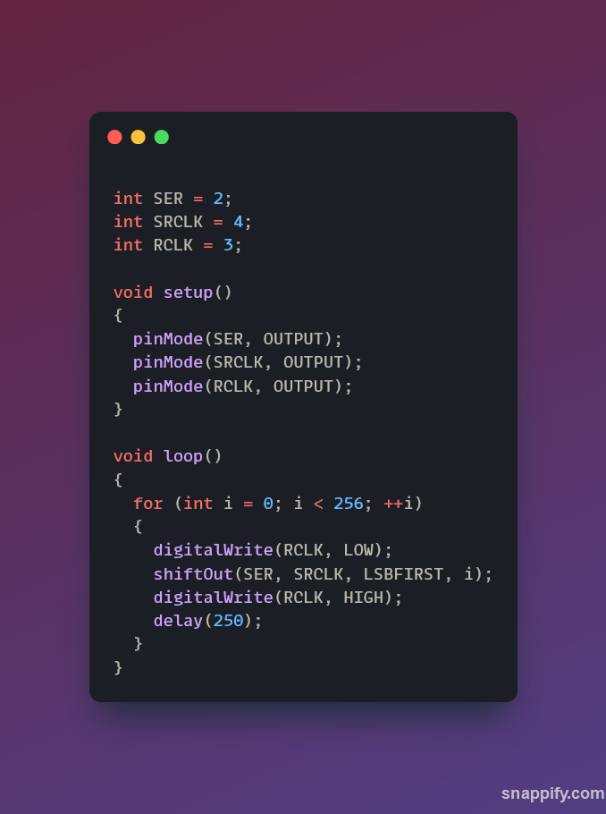 int SER = 2;
int SRCLK = 4;
int RCLK = 3;

void setup()
{
  pinMode(SER, OUTPUT);
  pinMode(SRCLK, OUTPUT);
  pinMode(RCLK, OUTPUT);
}

void loop()
{
  for (int i = 0; i < 256; ++i)
  {
    digitalWrite(RCLK, LOW);
    shiftOut(SER, SRCLK, LSBFIRST, i);
    digitalWrite(RCLK, HIGH);
    delay(250);
  }
}
snappify.com